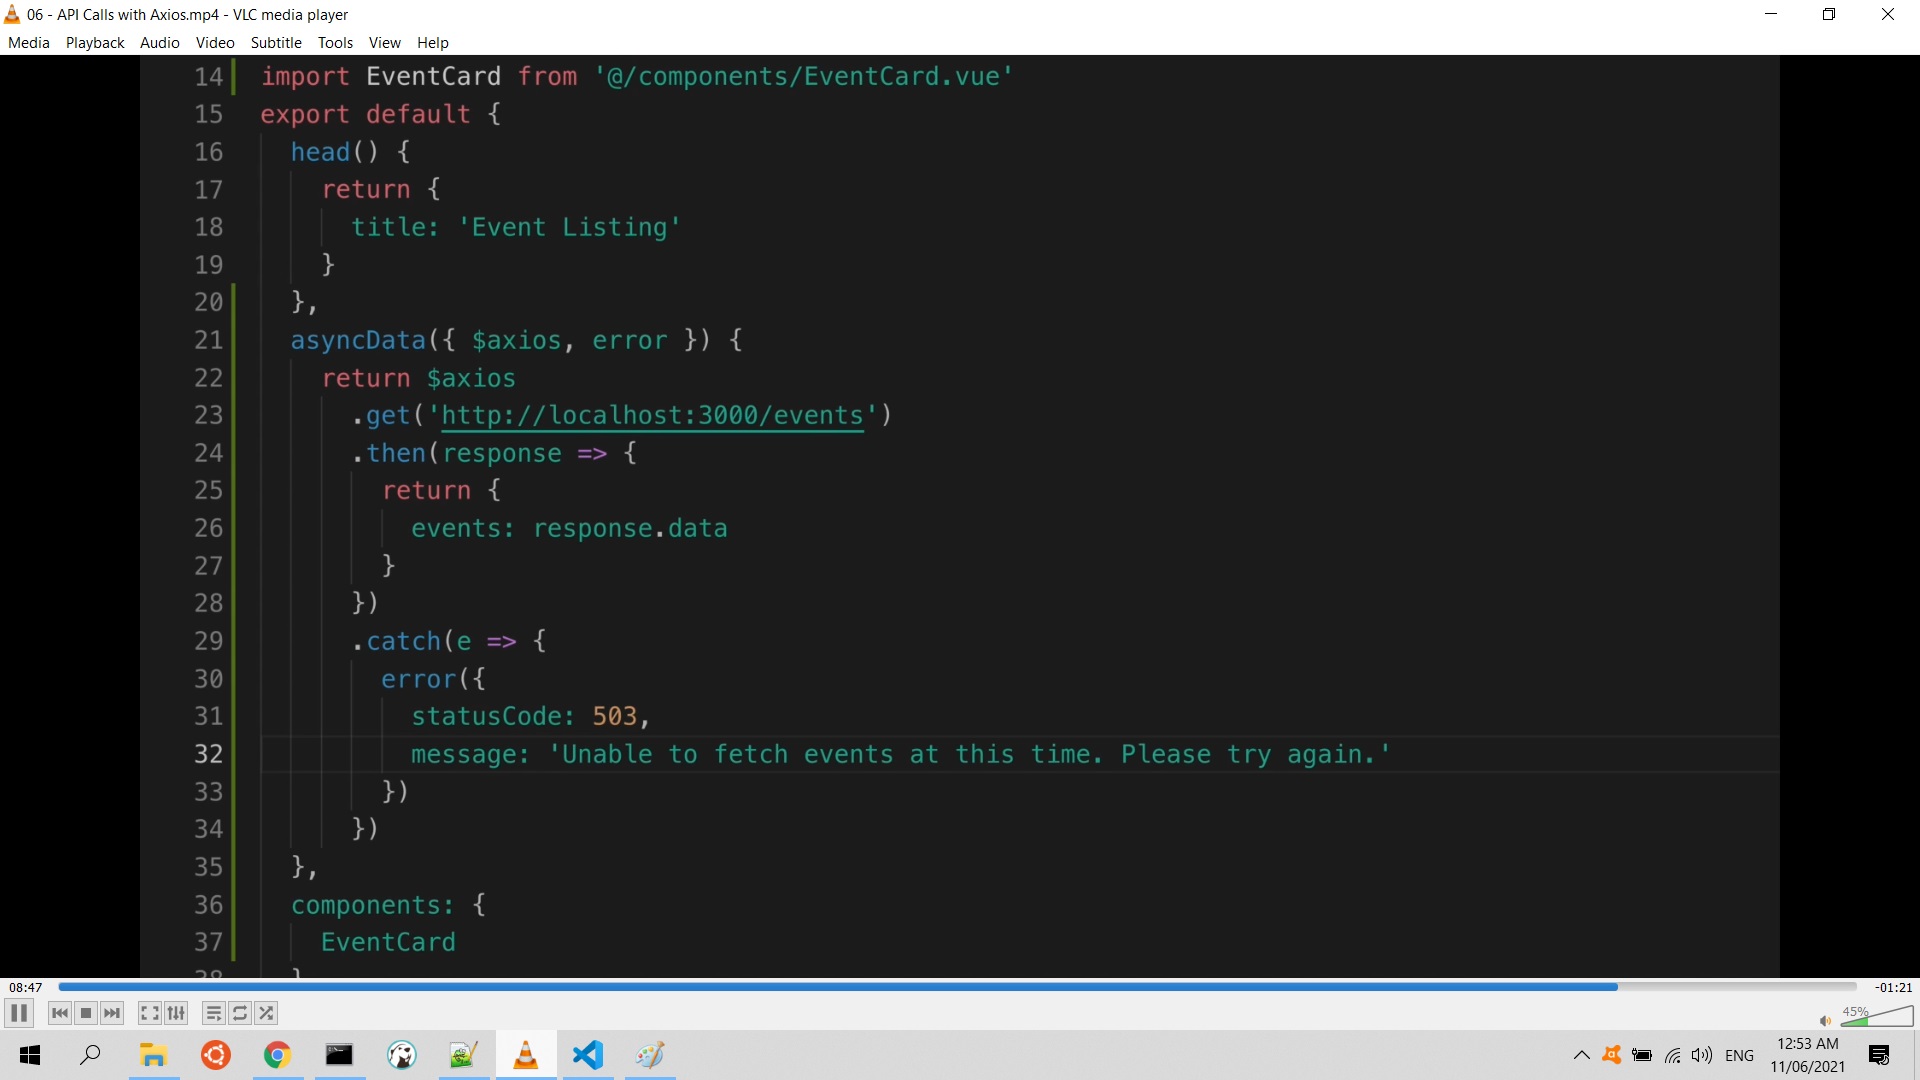 06 - API Calls with Axios.mp4 - VLC media player
Media Playback Audio Video Subtitle Tools View Help
14 import EventCard from '@/components/EventCard.vue'
15 export default {
16 head() {
17 return {
18 title: 'Event Listing'
19 }
20 },
21 asyncData({ $axios, error }) {
22 return $axios
23 .get('http://localhost:3000/events')
24 .then(response => {
25 return {
26 events: response.data
27 }
28 })
29 .catch(e => {
30 error({
31 statusCode: 503,
32 message: 'Unable to fetch events at this time. Please try again.'
33 })
34 })
35 },
36 components: {
37 EventCard
38 }
08:47 -01:21
45%
ENG 12:53 AM
11/06/2021